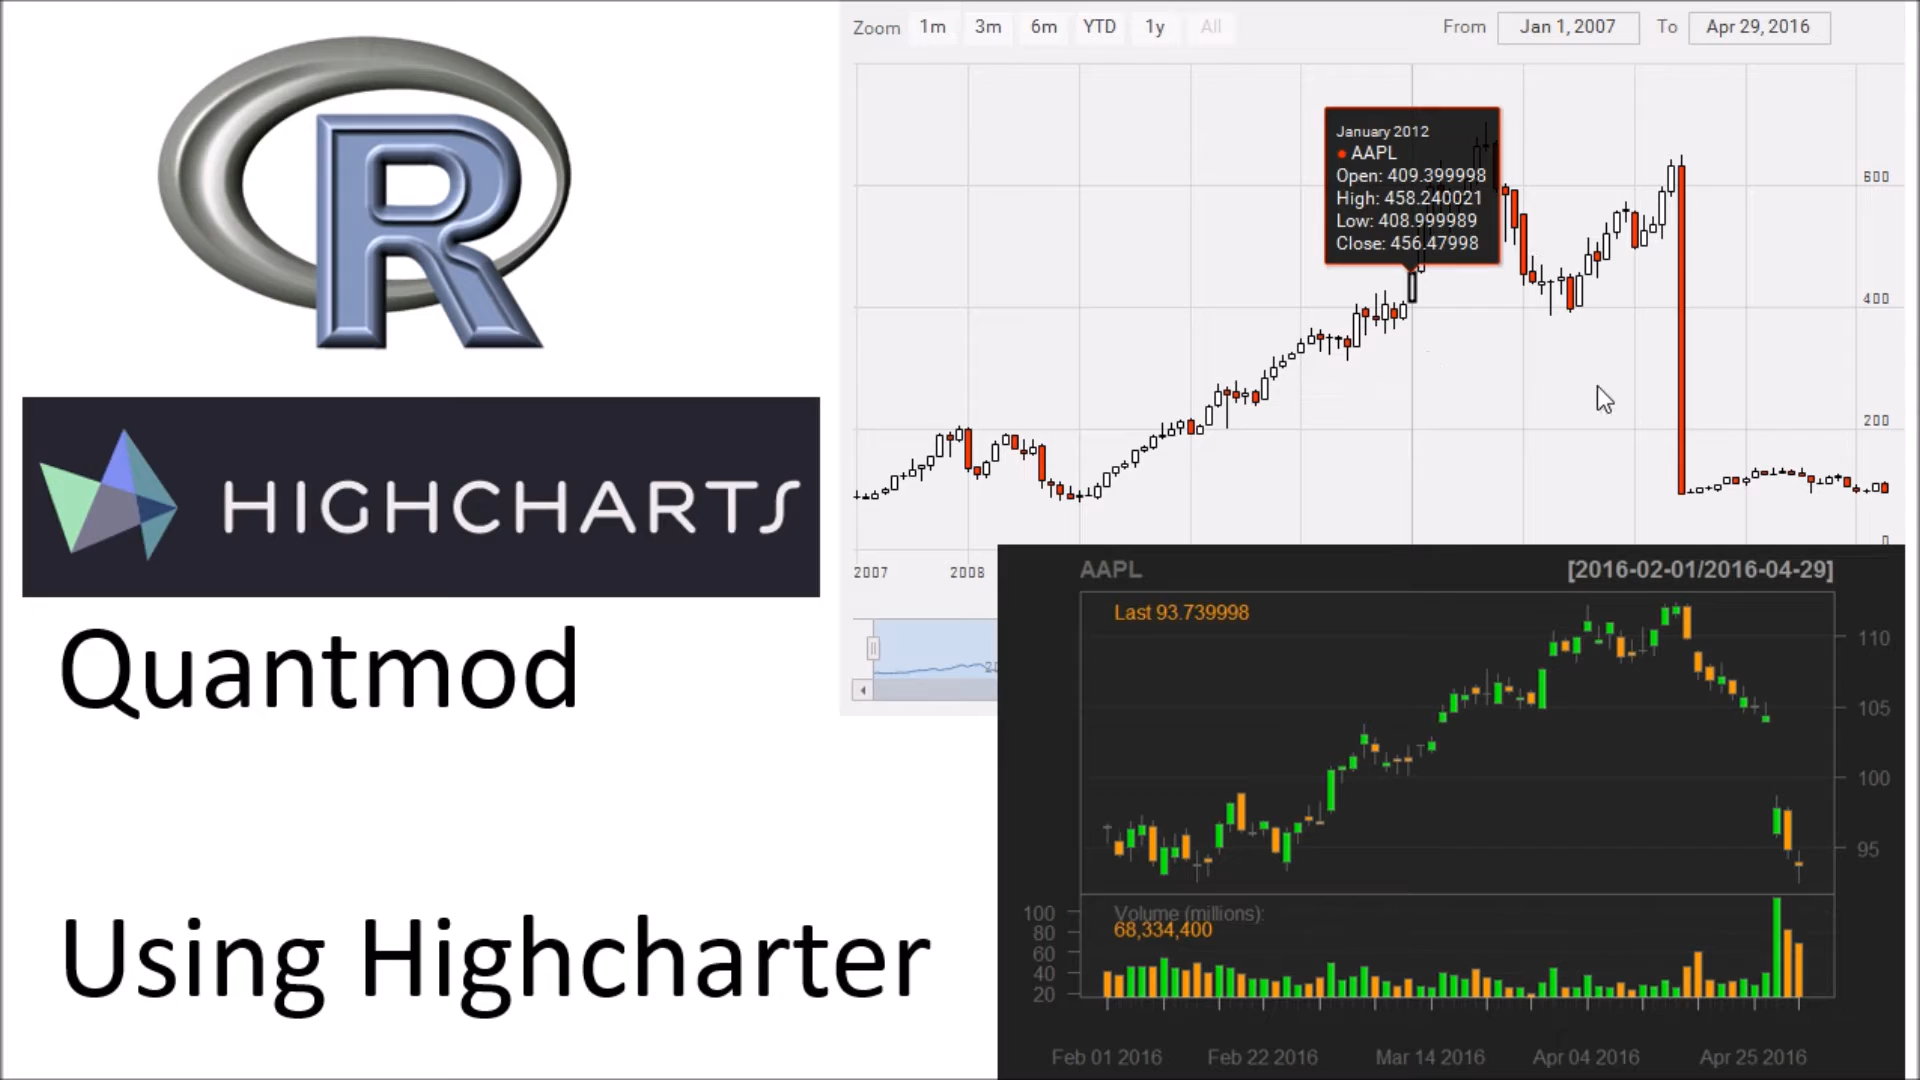 R
HIGHCHARTS
Quantmod
Using Highcharter
Zoom 1m 3m 6m YTD 1y All
From Jan 1, 2007 To Apr 29, 2016
January 2012
AAPL
Open: 409.399998
High: 458.240021
Low: 408.999989
Close: 456.47998
600
400
200
0
2007 2008
AAPL [2016-02-01/2016-04-29]
Last 93.739998
110
105
100
95
Volume (millions):
68,334,400
100
80
60
40
20
Feb 01 2016 Feb 22 2016 Mar 14 2016 Apr 04 2016 Apr 25 2016